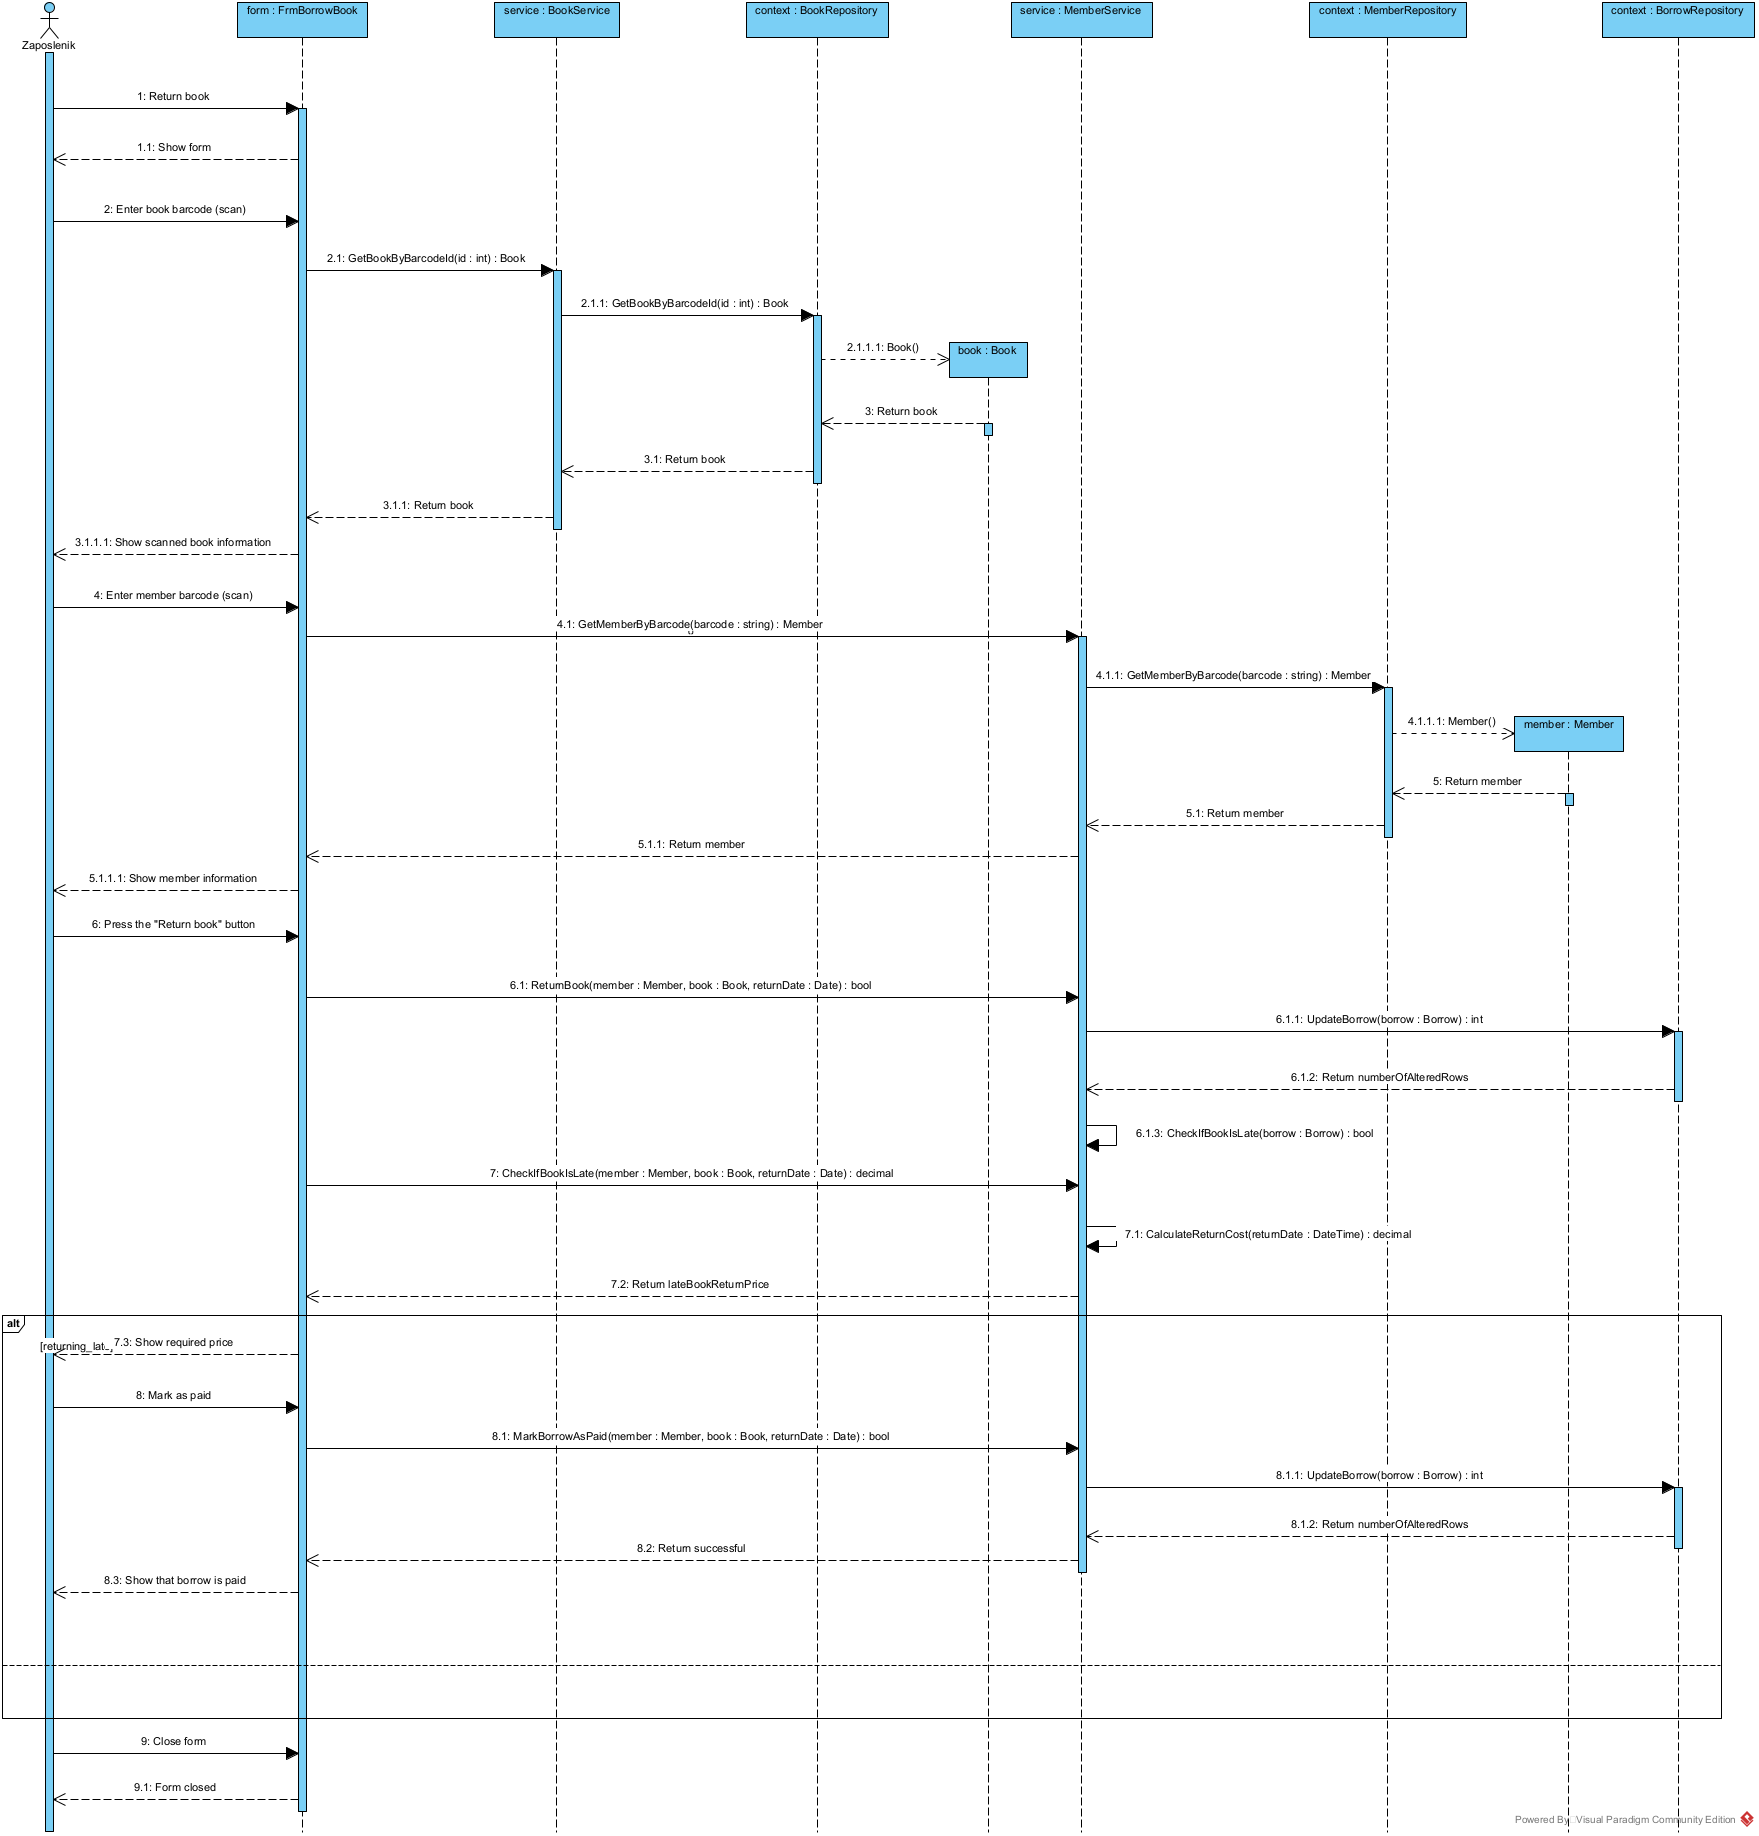 form : FrmBorrowBook
service : BookService
context : BookRepository
service : MemberService
context : MemberRepository
context : BorrowRepository
Zaposlenik
1: Return book
1.1: Show form
2: Enter book barcode (scan)
2.1: GetBookByBarcodeId(id : int) : Book
2.1.1: GetBookByBarcodeId(id : int) : Book
2.1.1.1: Book()
book : Book
3: Return book
3.1: Return book
3.1.1: Return book
3.1.1.1: Show scanned book information
4: Enter member barcode (scan)
4.1: GetMemberByBarcode(barcode : string) : Member
4.1.1: GetMemberByBarcode(barcode : string) : Member
4.1.1.1: Member()
member : Member
5: Return member
5.1: Return member
5.1.1: Return member
5.1.1.1: Show member information
6: Press the "Return book" button
6.1: ReturnBook(member : Member, book : Book, returnDate : Date) : bool
6.1.1: UpdateBorrow(borrow : Borrow) : int
6.1.2: Return numberOfAlteredRows
6.1.3: CheckIfBookIsLate(borrow : Borrow) : bool
7: CheckIfBookIsLate(member : Member, book : Book, returnDate : Date) : decimal
7.1: CalculateReturnCost(returnDate : DateTime) : decimal
7.2: Return lateBookReturnPrice
alt
7.3: Show required price
8: Mark as paid
8.1: MarkBorrowAsPaid(member : Member, book : Book, returnDate : Date) : bool
8.1.1: UpdateBorrow(borrow : Borrow) : int
8.1.2: Return numberOfAlteredRows
8.2: Return successful
8.3: Show that borrow is paid
9: Close form
9.1: Form closed
Powered By Visual Paradigm Community Edition